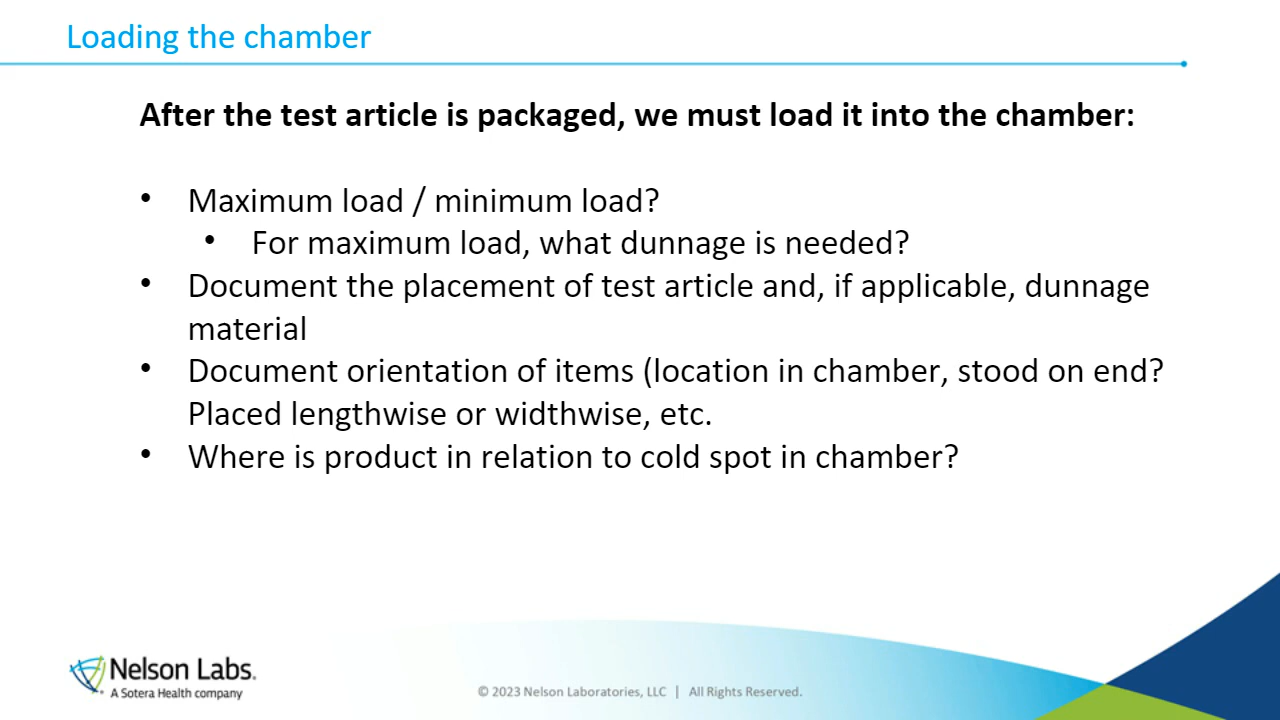 Loading the chamber
After the test article is packaged, we must load it into the chamber:
• Maximum load / minimum load?
• For maximum load, what dunnage is needed?
• Document the placement of test article and, if applicable, dunnage
material
• Document orientation of items (location in chamber, stood on end?
Placed lengthwise or widthwise, etc.
• Where is product in relation to cold spot in chamber?
Nelson Labs.
A Sotera Health company
© 2023 Nelson Laboratories, LLC | All Rights Reserved.